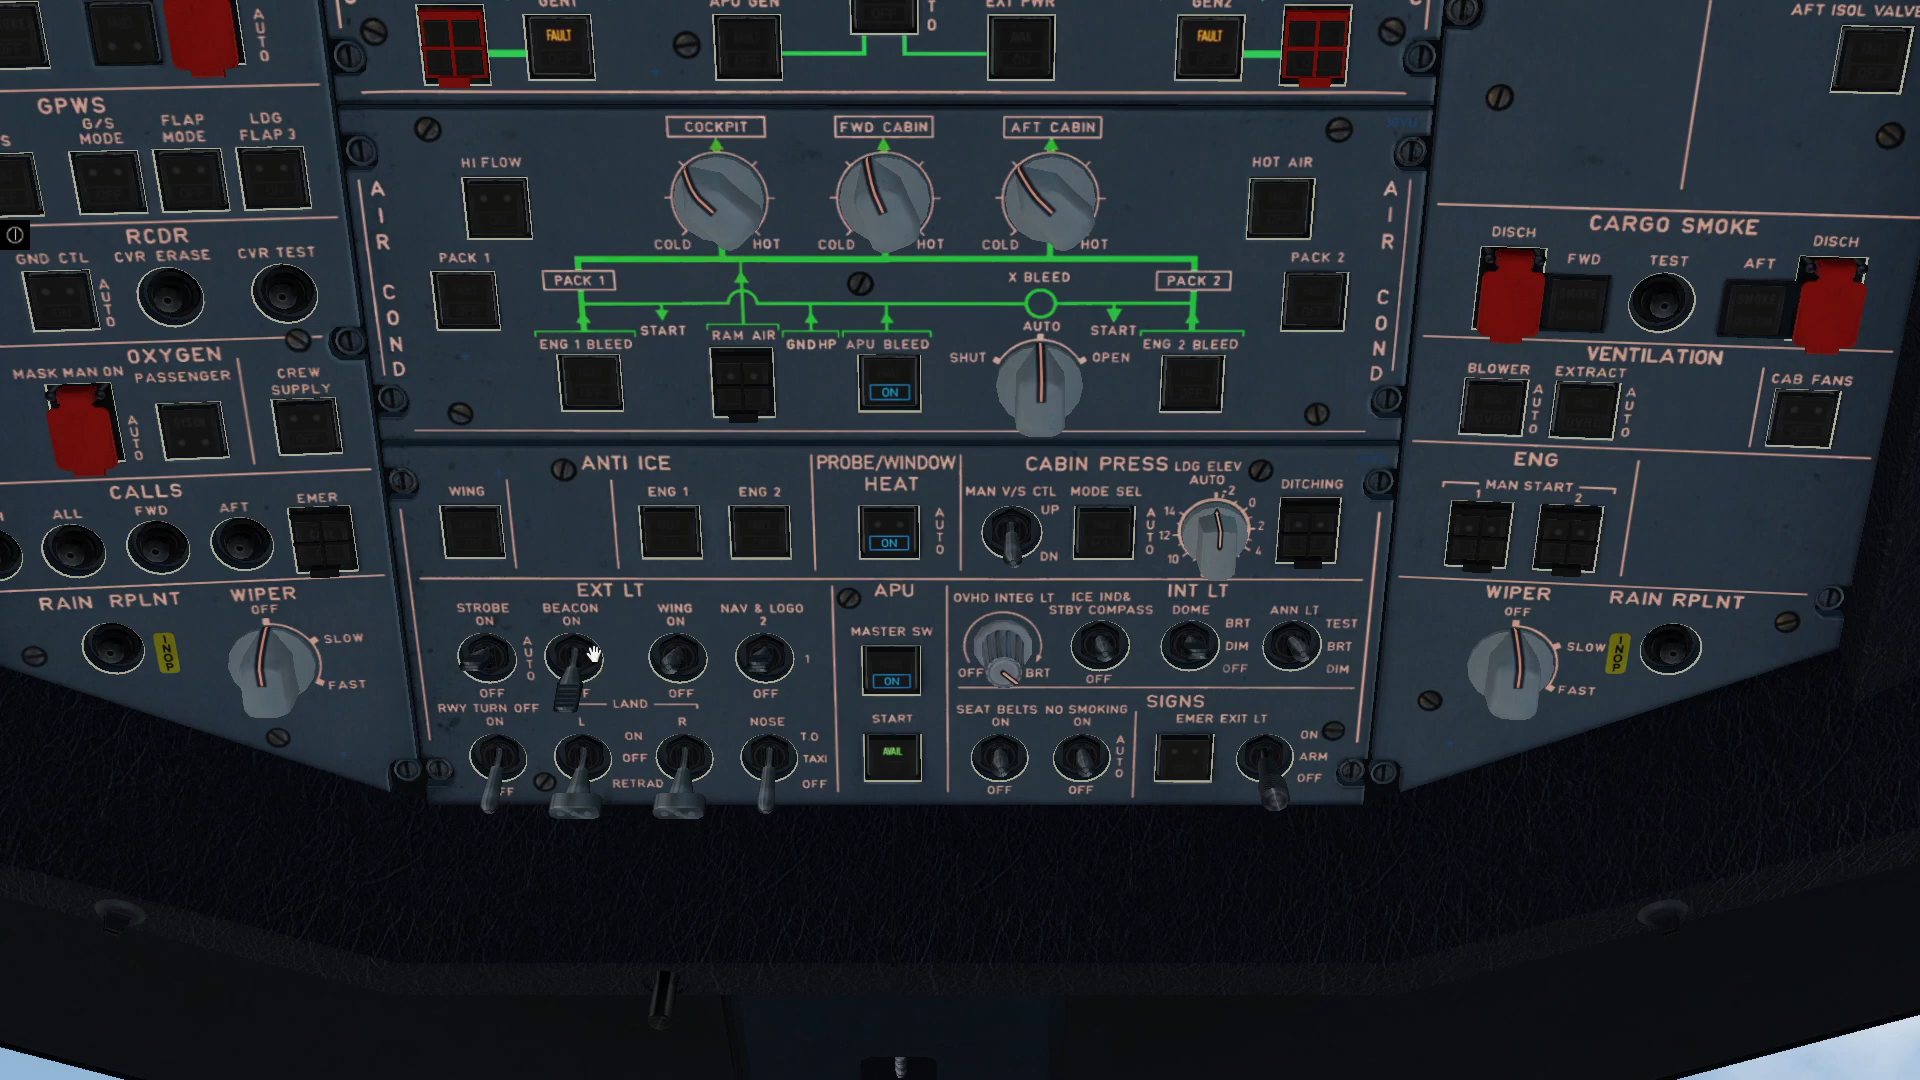 GEN1
APU GEN
EXT PWR
GEN2
AFT ISOL VALVE
FAULT
FAULT
AUTO
GPWS
G/S MODE
FLAP MODE
LDG FLAP 3
RCDR
GND CTL
CVR ERASE
CVR TEST
AUTO
OXYGEN
MASK MAN ON
PASSENGER
CREW SUPPLY
AUTO
CALLS
ALL
FWD
AFT
EMER
RAIN RPLNT
WIPER
OFF
SLOW
FAST
INOP
AIR COND
COCKPIT
FWD CABIN
AFT CABIN
HI FLOW
HOT AIR
COLD
HOT
COLD
HOT
COLD
HOT
PACK 1
PACK 1
X BLEED
PACK 2
PACK 2
START
RAM AIR
GND HP
APU BLEED
AUTO
START
ENG 1 BLEED
ENG 2 BLEED
SHUT
OPEN
ON
AIR COND
ANTI ICE
WING
ENG 1
ENG 2
PROBE/WINDOW HEAT
ON
AUTO
CABIN PRESS
MAN V/S CTL
UP
DN
MODE SEL
AUTO
LDG ELEV
AUTO
-2
0
2
4
14
12
10
DITCHING
EXT LT
STROBE
ON
AUTO
OFF
BEACON
ON
WING
ON
OFF
NAV & LOGO
2
1
OFF
RWY TURN OFF
ON
LAND
L
R
ON
OFF
RETRAD
NOSE
T.O
TAXI
OFF
APU
MASTER SW
ON
START
AVAIL
INT LT
OVHD INTEG LT
OFF
BRT
ICE IND& STBY COMPASS
OFF
DOME
BRT
DIM
OFF
ANN LT
TEST
BRT
DIM
SIGNS
SEAT BELTS
ON
OFF
NO SMOKING
ON
AUTO
OFF
EMER EXIT LT
ON
ARM
OFF
CARGO SMOKE
DISCH
FWD
TEST
AFT
DISCH
VENTILATION
BLOWER
AUTO
EXTRACT
AUTO
CAB FANS
ENG
MAN START
1
2
WIPER
OFF
SLOW
FAST
RAIN RPLNT
INOP